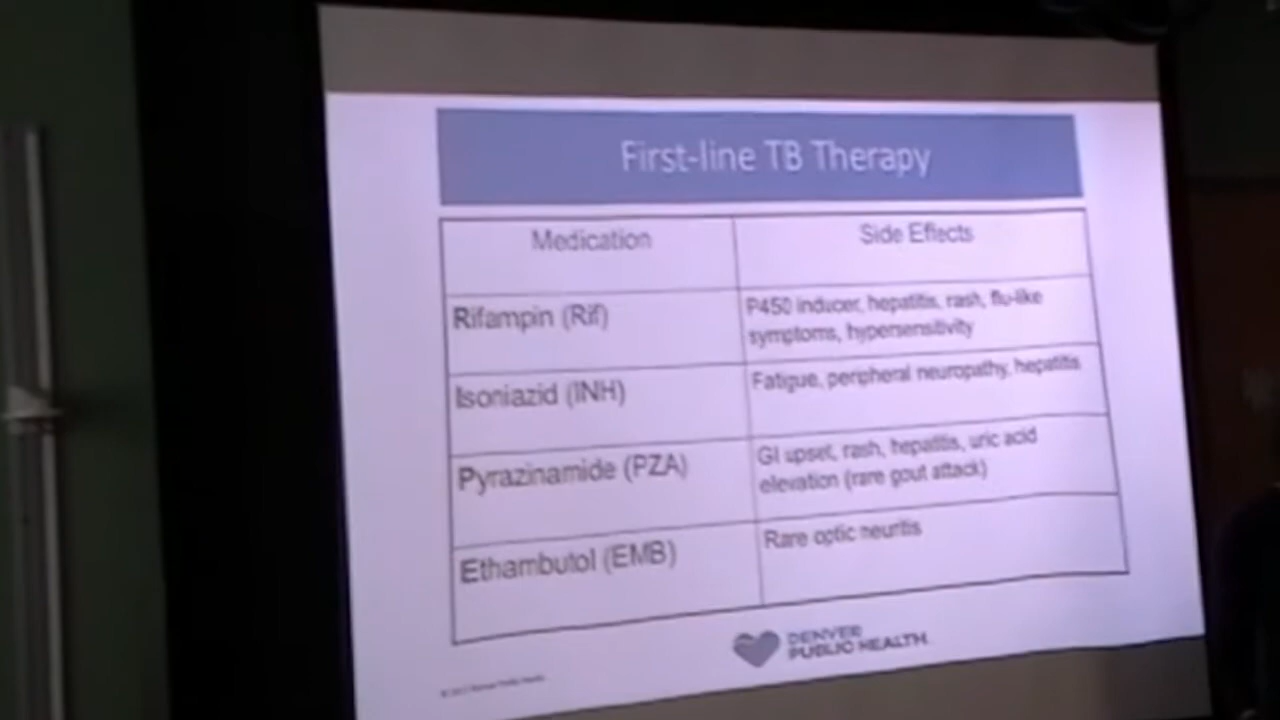 First-line TB Therapy
Medication
Side Effects
Rifampin (Rif)
P450 inducer, hepatitis, rash, flu-like
symptoms, hypersensitivity
Isoniazid (INH)
Fatigue, peripheral neuropathy, hepatitis
Pyrazinamide (PZA)
GI upset, rash, hepatitis, uric acid
elevation (rare gout attack)
Ethambutol (EMB)
Rare optic neuritis
DENVER
PUBLIC HEALTH